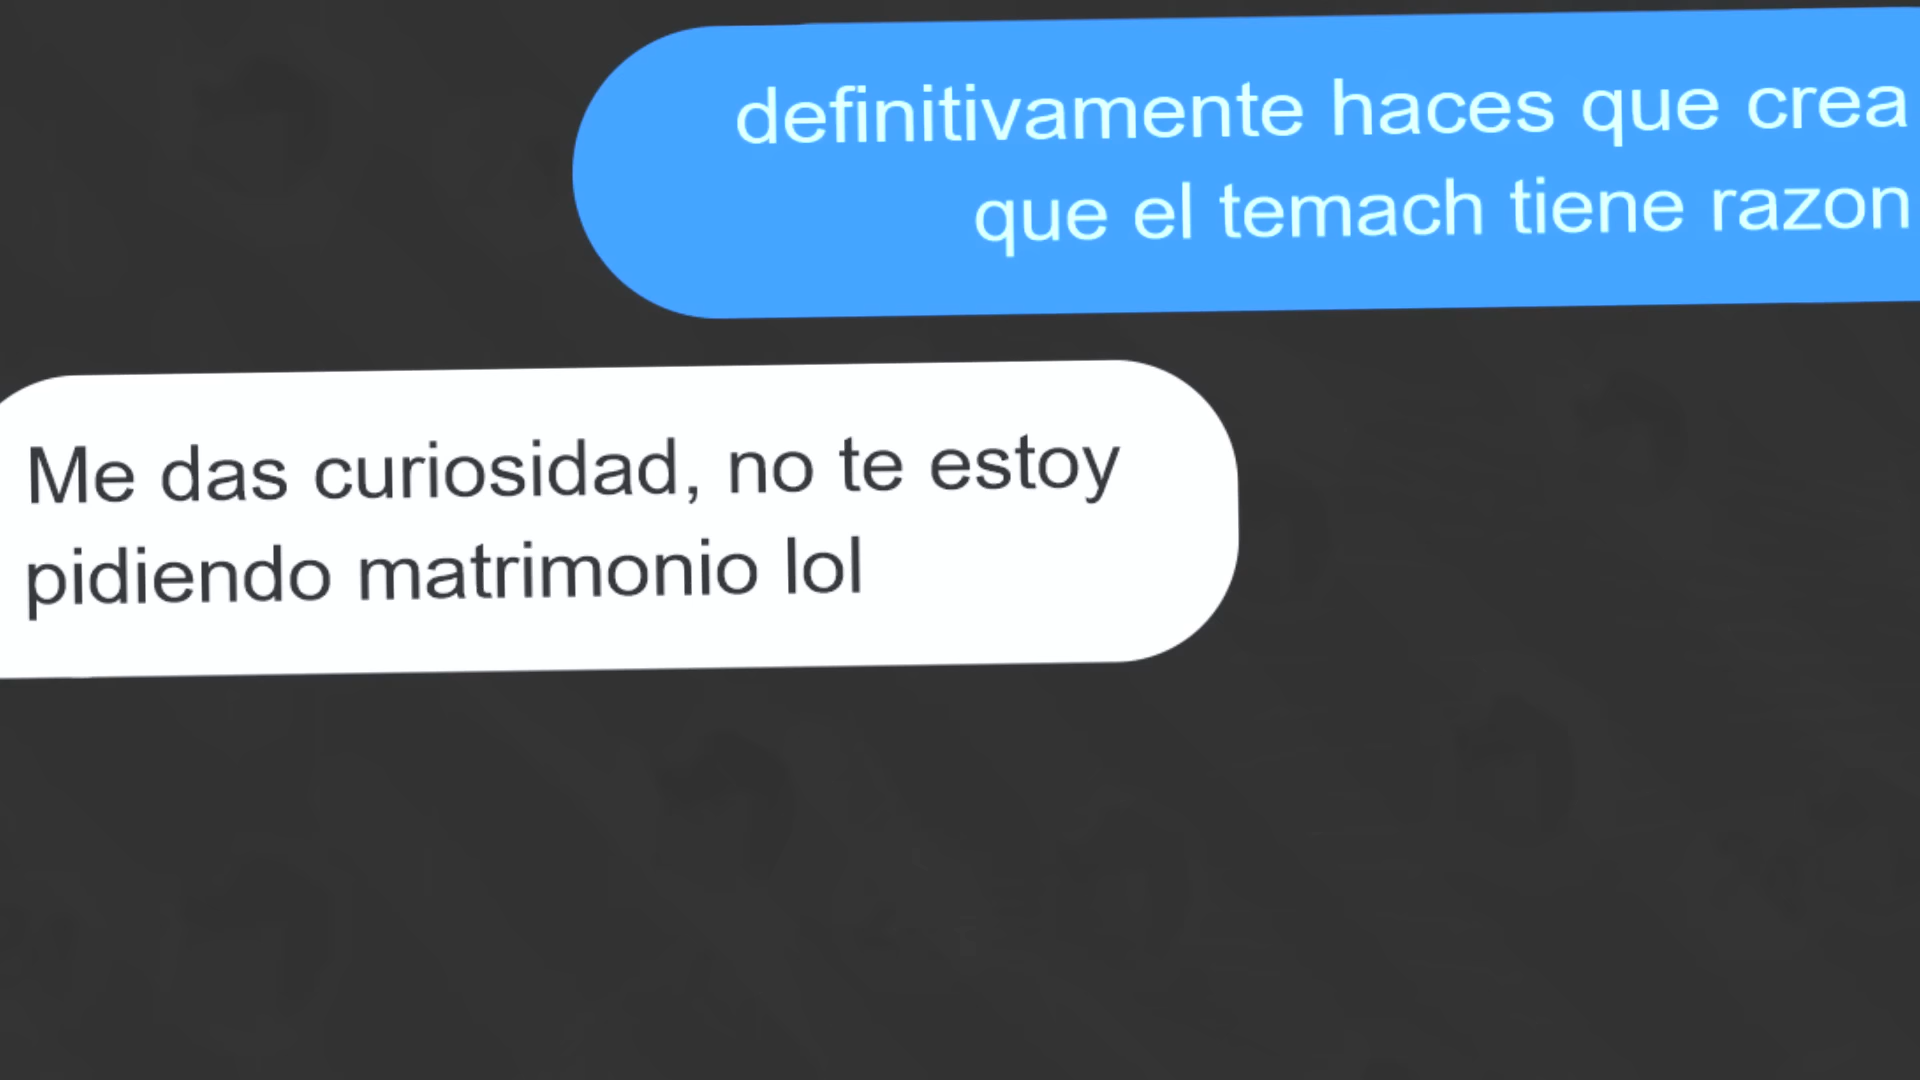 definitivamente haces que crea
que el temach tiene razon
Me das curiosidad, no te estoy
pidiendo matrimonio lol